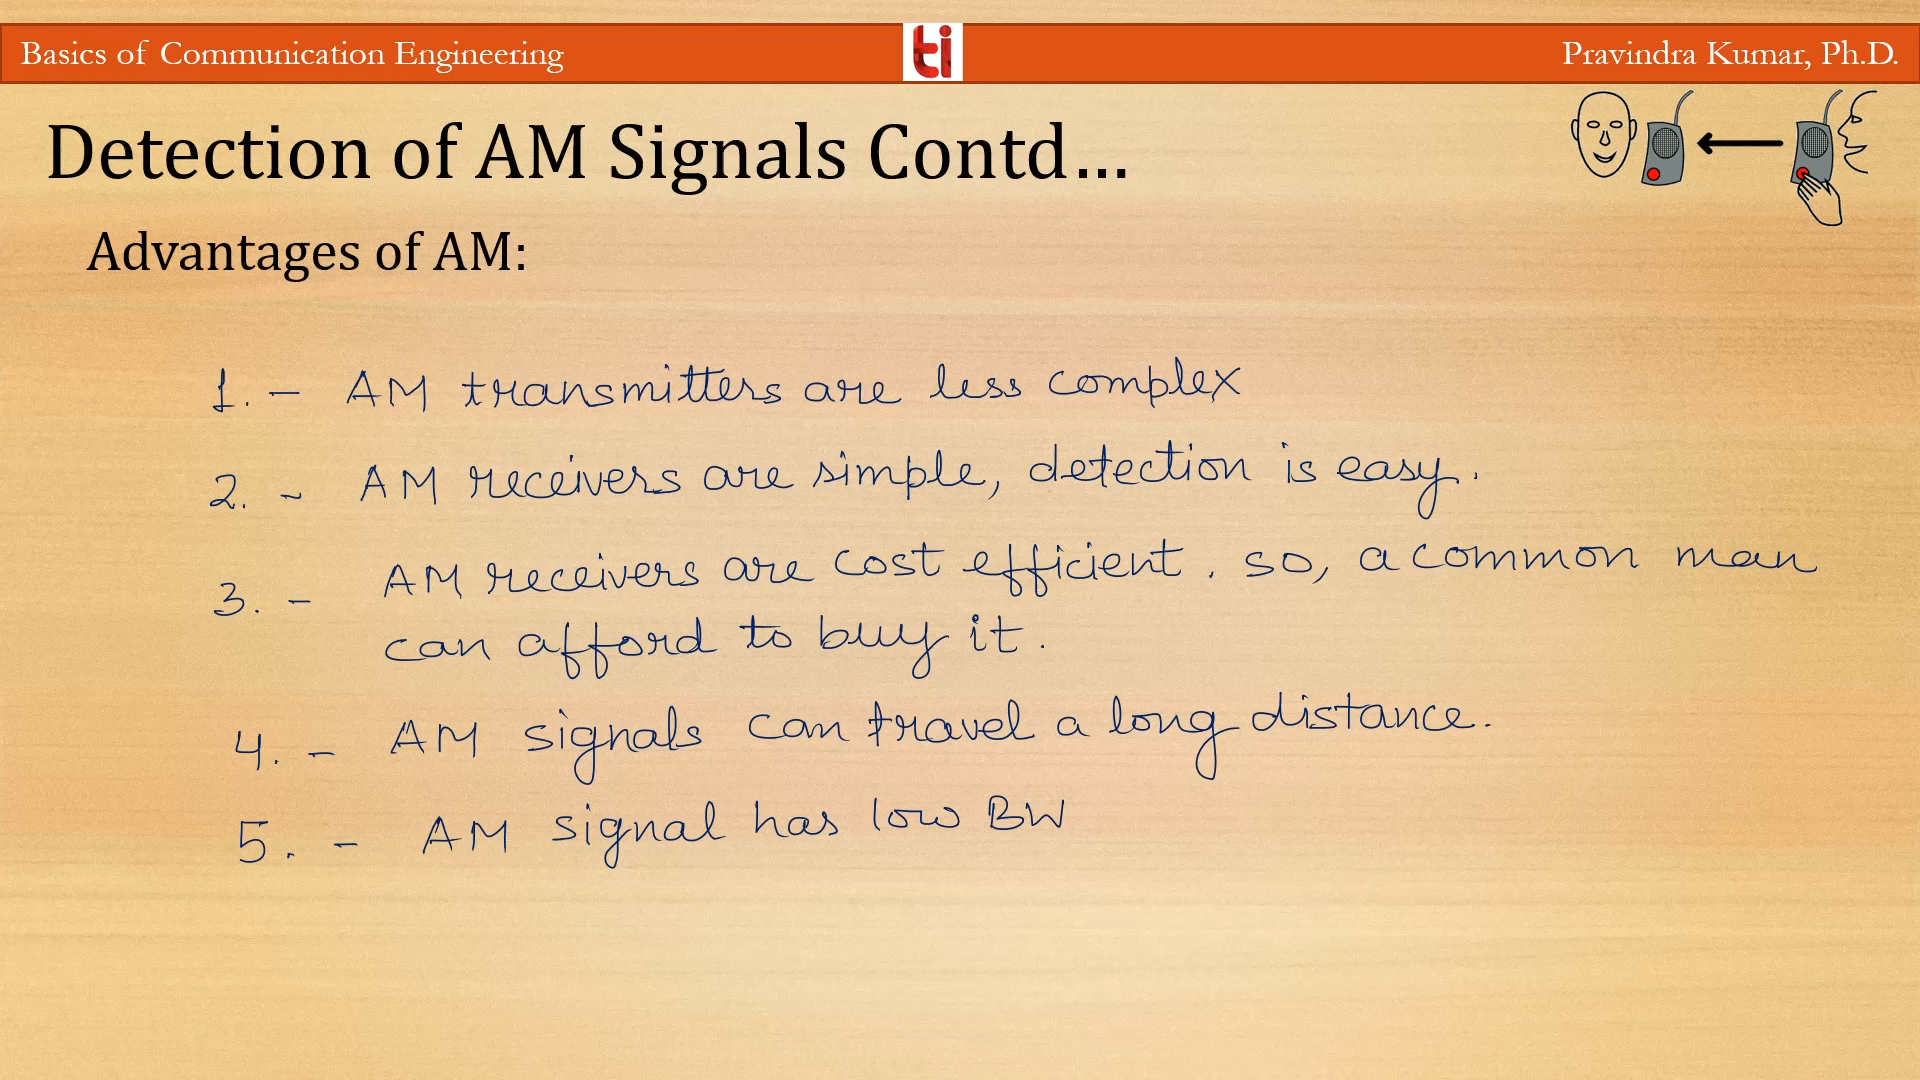 Basics of Communication Engineering
ti
Pravindra Kumar, Ph.D.
Detection of AM Signals Contd...
Advantages of AM:
1. - AM transmitters are less complex
2. - AM receivers are simple, detection is easy.
3. - AM receivers are cost efficient. so, a common man
can afford to buy it.
4. - AM signals can travel a long distance.
5. - AM signal has low BW